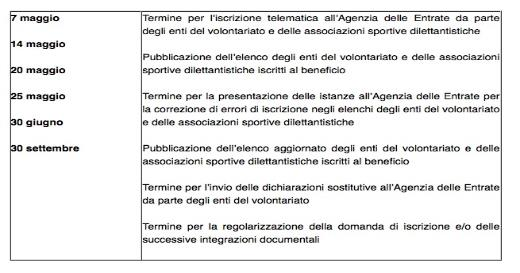 7 maggio
14 maggio
20 maggio
25 maggio
30 giugno
30 settembre
Termine per l'iscrizione telematica all'Agenzia delle Entrate da parte
degli enti del volontariato e delle associazioni sportive dilettantistiche
Pubblicazione dell'elenco degli enti del volontariato e delle associazioni
sportive dilettantistiche iscritti al beneficio
Termine per la presentazione delle istanze all'Agenzia delle Entrate per
la correzione di errori di iscrizione negli elenchi degli enti del volontariato
e delle associazioni sportive dilettantistiche
Pubblicazione dell'elenco aggiornato degli enti del volontariato e delle
associazioni sportive dilettantistiche iscritti al beneficio
Termine per l'invio delle dichiarazioni sostitutive all'Agenzia delle Entrate
da parte degli enti del volontariato
Termine per la regolarizzazione della domanda di iscrizione e/o delle
successive integrazioni documentali